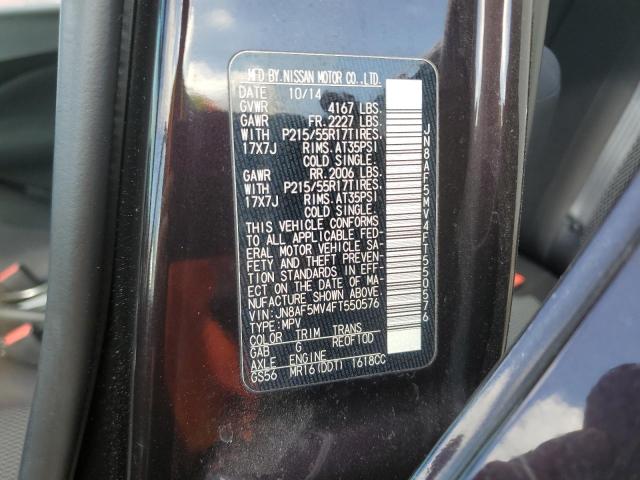 MFD.BY.NISSAN MOTOR CO.,LTD.
DATE 10/14
GVWR 4167 LBS
GAWR FR.2227 LBS
WITH P215/55R17TIRES,
17X7J RIMS.AT35PSI
COLD SINGLE.
GAWR RR.2006 LBS
WITH P215/55R17TIRES,
17X7J RIMS.AT35PSI
COLD SINGLE.
THIS VEHICLE CONFORMS
TO ALL APPLICABLE FED-
ERAL MOTOR VEHICLE SA-
FETY AND THEFT PREVEN-
TION STANDARDS IN EFF-
ECT ON THE DATE OF MA-
NUFACTURE SHOWN ABOVE.
VIN:JN8AF5MV4FT550576
TYPE:MPV
COLOR TRIM TRANS
GAB G RE0F10D
AXLE ENGINE
GS56 MR16(DDT) 1618CC
JN8AF5MV4FT550576